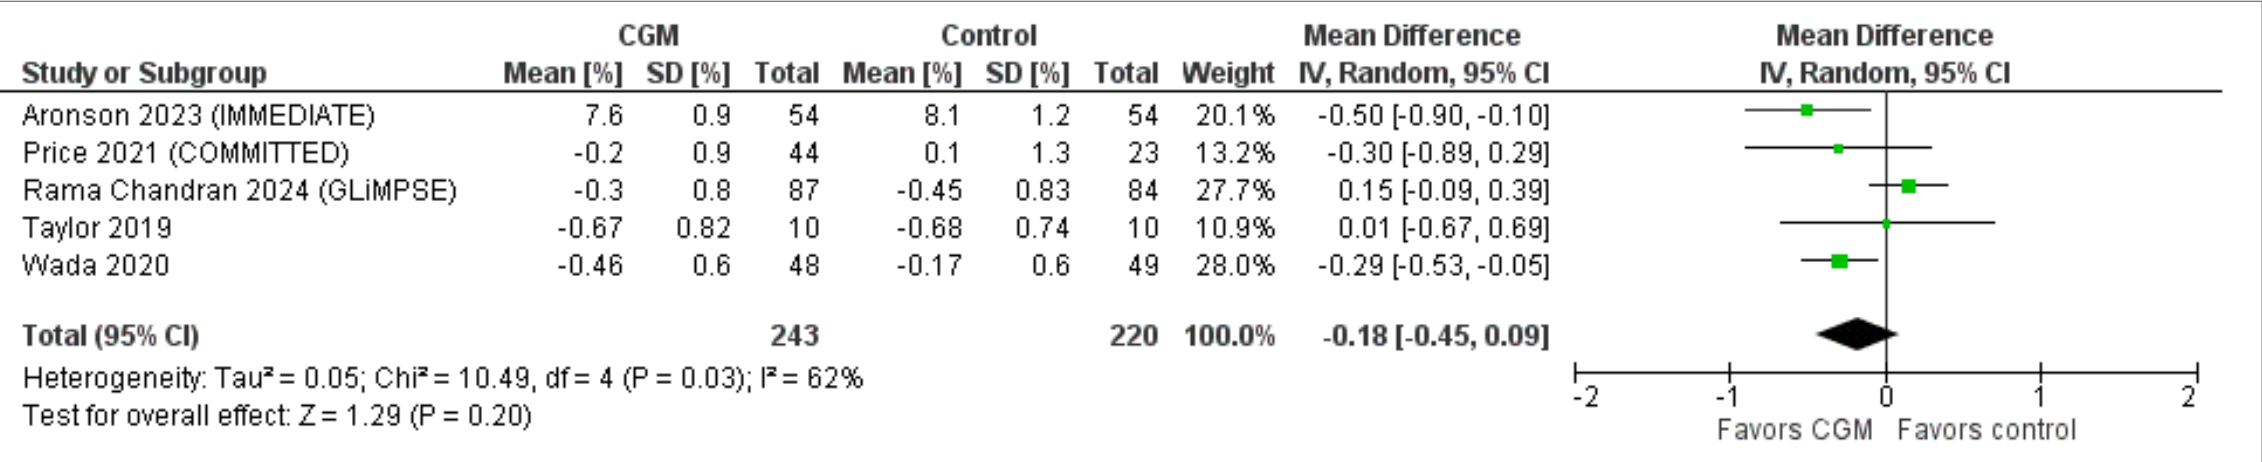 CGM Control Mean Difference Mean Difference
Study or Subgroup Mean [%] SD [%] Total Mean [%] SD [%] Total Weight IV, Random, 95% CI IV, Random, 95% CI
Aronson 2023 (IMMEDIATE) 7.6 0.9 54 8.1 1.2 54 20.1% -0.50 [-0.90, -0.10]
Price 2021 (COMMITTED) -0.2 0.9 44 0.1 1.3 23 13.2% -0.30 [-0.89, 0.29]
Rama Chandran 2024 (GLiMPSE) -0.3 0.8 87 -0.45 0.83 84 27.7% 0.15 [-0.09, 0.39]
Taylor 2019 -0.67 0.82 10 -0.68 0.74 10 10.9% 0.01 [-0.67, 0.69]
Wada 2020 -0.46 0.6 48 -0.17 0.6 49 28.0% -0.29 [-0.53, -0.05]
Total (95% CI) 243 220 100.0% -0.18 [-0.45, 0.09]
Heterogeneity: Tau² = 0.05; Chi² = 10.49, df = 4 (P = 0.03); I² = 62%
Test for overall effect: Z = 1.29 (P = 0.20)
-2 -1 0 1 2
Favors CGM Favors control